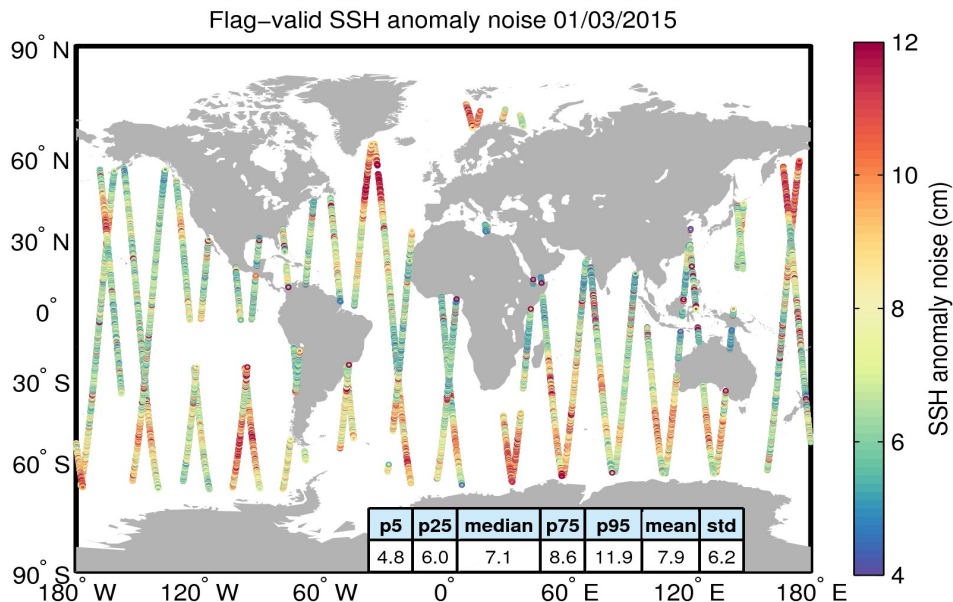 Flag−valid SSH anomaly noise 01/03/2015
90° N
60° N
30° N
0°
30° S
60° S
90° S
180° W 120° W 60° W 0° 60° E 120° E 180° E
p5 p25 median p75 p95 mean std
4.8 6.0 7.1 8.6 11.9 7.9 6.2
12
10
8
6
4
SSH anomaly noise (cm)